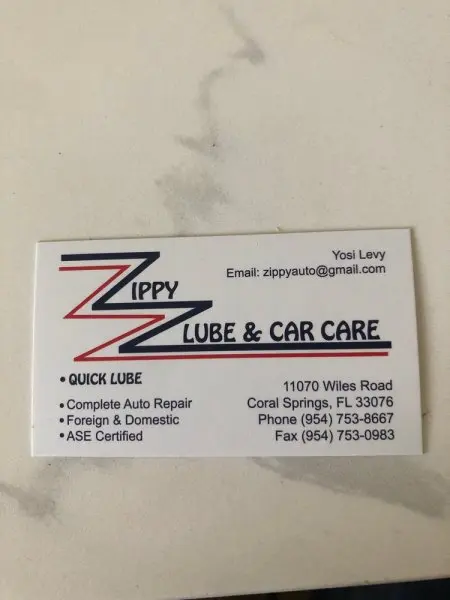 Yosi Levy
Email: zippyauto@gmail.com
ZIPPY
LUBE & CAR CARE
• QUICK LUBE
• Complete Auto Repair
• Foreign & Domestic
• ASE Certified
11070 Wiles Road
Coral Springs, FL 33076
Phone (954) 753-8667
Fax (954) 753-0983